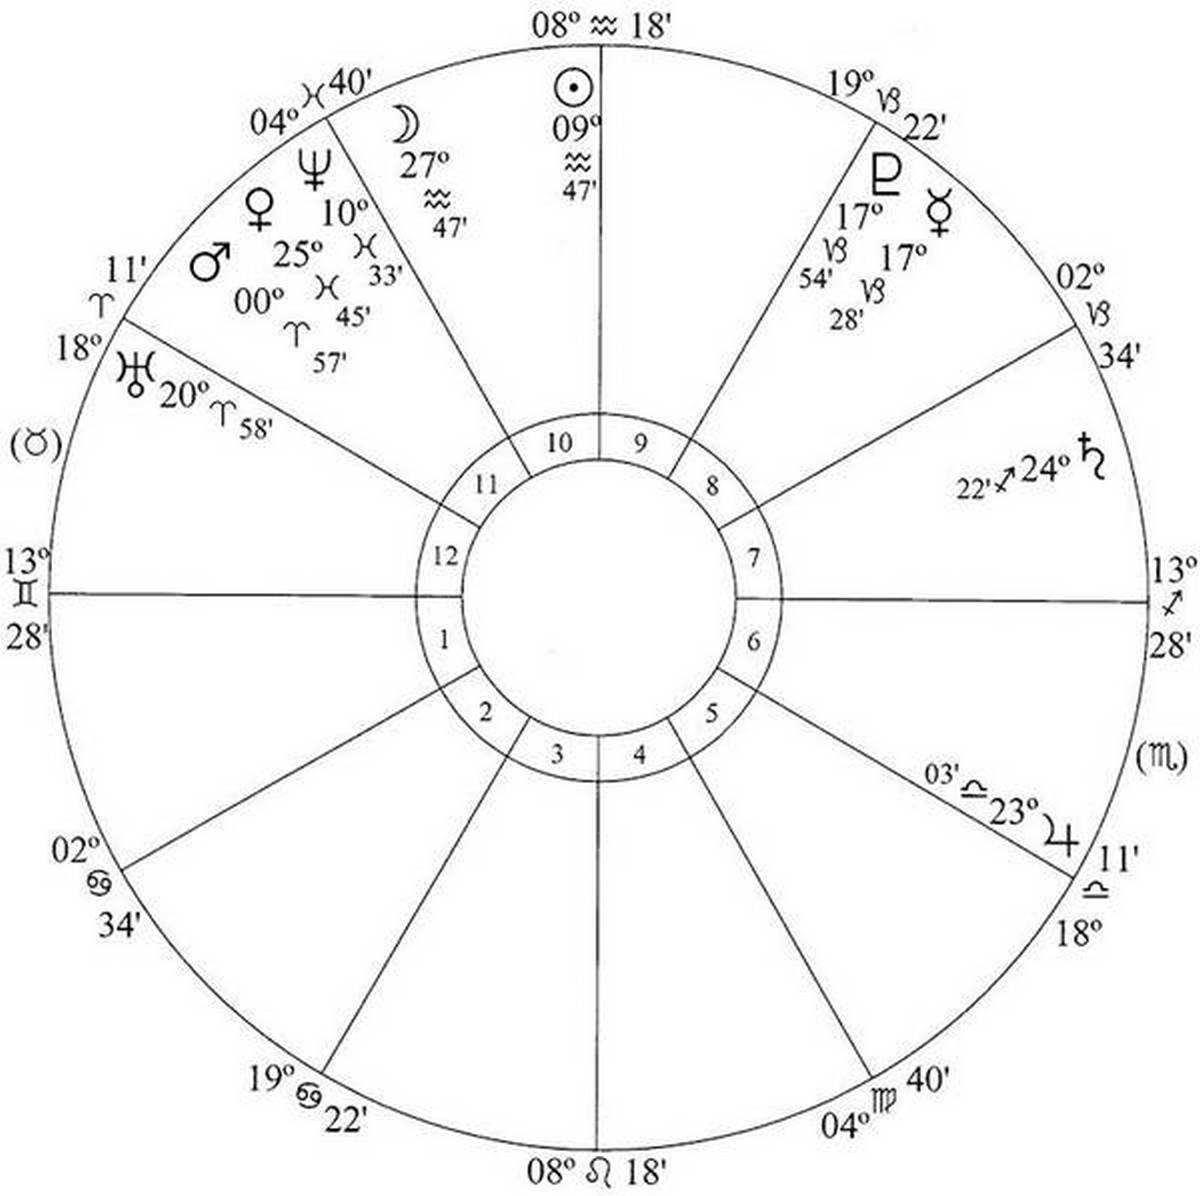 08º ♒ 18'
☉
09º
♒
47'
19º ♑ 22'
♇
17º
♑
54'
☿
17º
♑
28'
02º
♑
34'
♄ 24º ♐ 22'
13º
♐
28'
(♏)
♃ 23º ♎ 03'
11'
♎
18º
40'
♍
04º
08º ♌ 18'
19º ♋ 22'
02º
♋
34'
13º
♊
28'
(♉)
♅ 20º ♈ 58'
11'
♈
18º
♂
00º
♈
57'
♀
25º
♓
45'
♆
10º
♓
33'
04º ♓ 40'
☽
27º
♒
47'
10
9
11
8
12
7
1
6
2
5
3
4